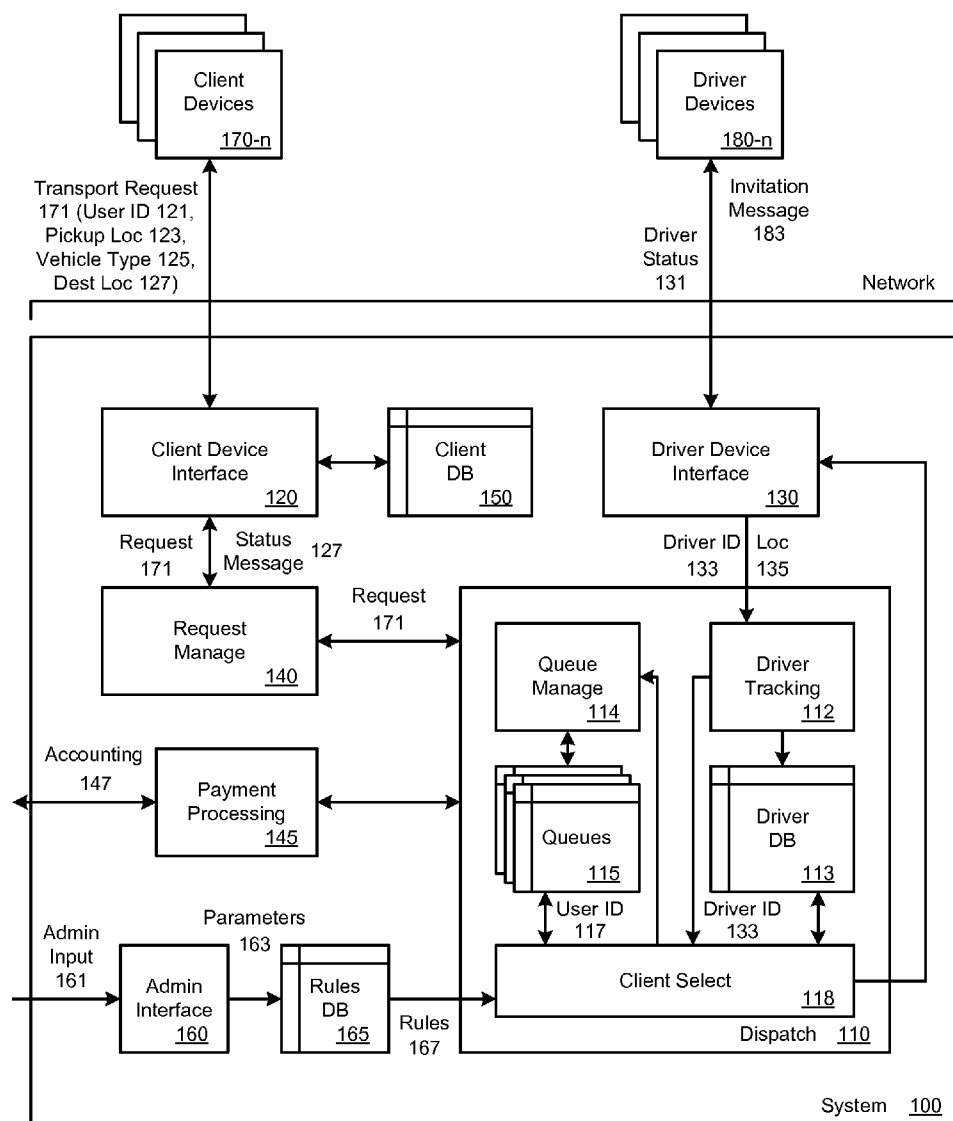 Client
Devices
170-n
Driver
Devices
180-n
Transport Request
171 (User ID 121,
Pickup Loc 123,
Vehicle Type 125,
Dest Loc 127)
Invitation
Message
183
Driver
Status
131
Network
Client Device
Interface
120
Client
DB
150
Driver Device
Interface
130
Request
171
Status
Message
127
Driver ID
133
Loc
135
Request
Manage
140
Request
171
Queue
Manage
114
Driver
Tracking
112
Accounting
147
Payment
Processing
145
Queues
115
Driver
DB
113
User ID
117
Driver ID
133
Admin
Input
161
Parameters
163
Admin
Interface
160
Rules
DB
165
Rules
167
Client Select
118
Dispatch 110
System 100